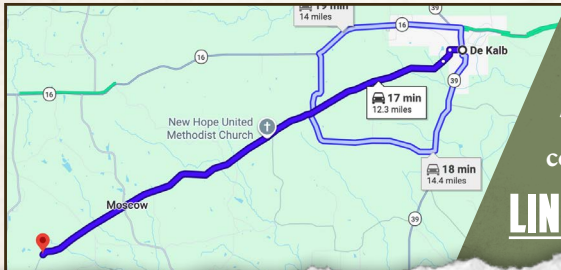 14 miles
39
16
De Kalb
16
39
17 min
12.3 miles
New Hope United
Methodist Church
16
18 min
14.4 miles
Moscow
39
LIN